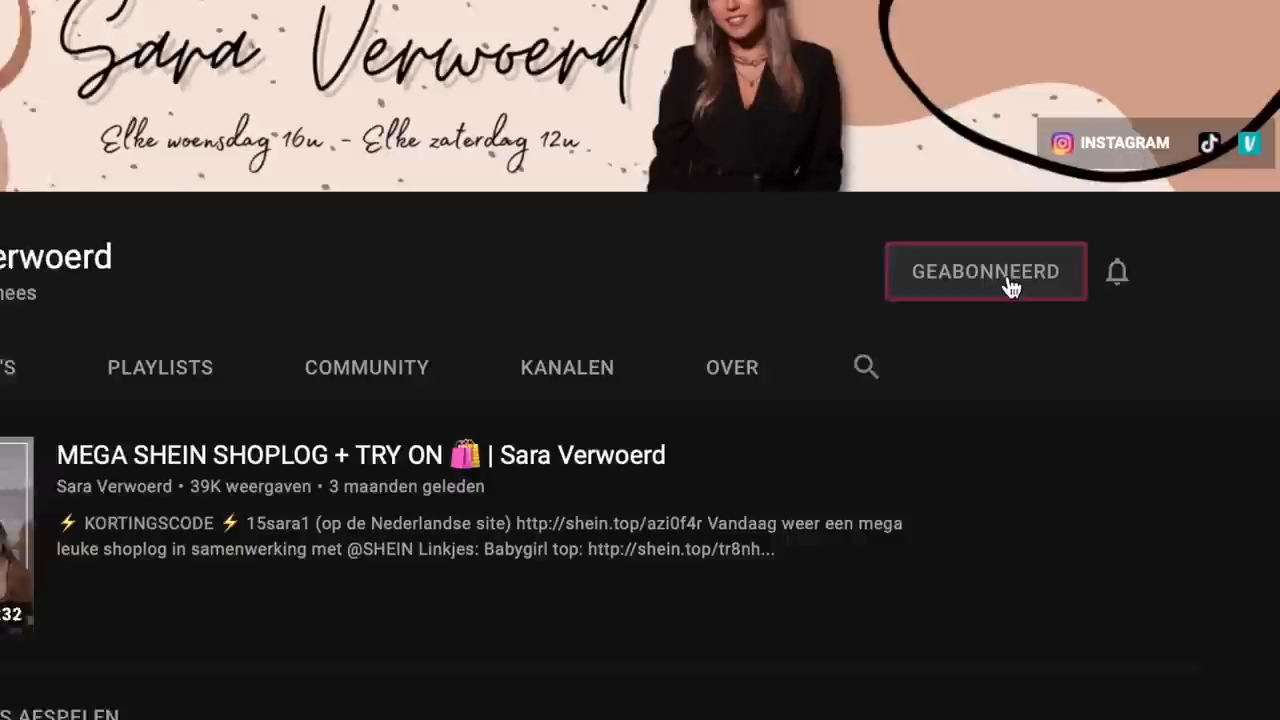 Sara Verwoerd
Elke woensdag 16u. - Elke zaterdag 12u.
INSTAGRAM
erwoerd
nees
GEABONNEERD
'S
PLAYLISTS
COMMUNITY
KANALEN
OVER
MEGA SHEIN SHOPLOG + TRY ON 🛍️ | Sara Verwoerd
Sara Verwoerd • 39K weergaven • 3 maanden geleden
⚡ KORTINGSCODE ⚡ 15sara1 (op de Nederlandse site) http://shein.top/azi0f4r Vandaag weer een mega
leuke shoplog in samenwerking met @SHEIN Linkjes: Babygirl top: http://shein.top/tr8nh...
:32
S AFSPELEN